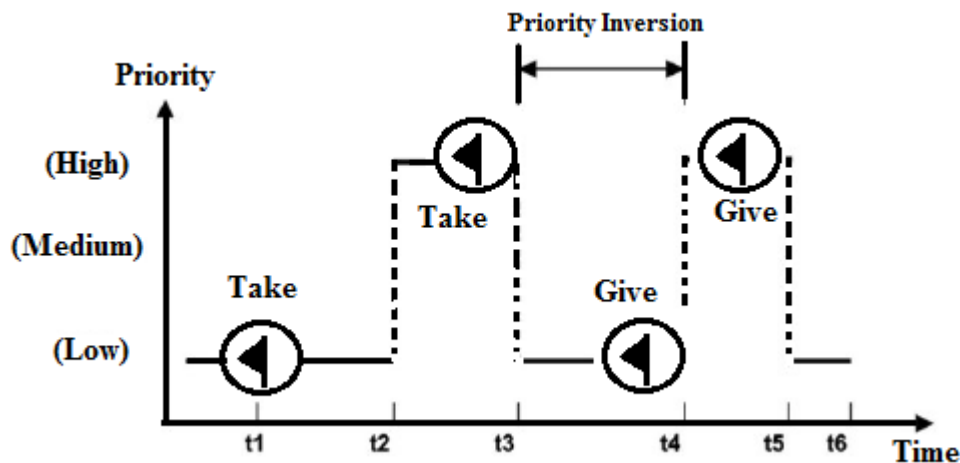 Priority Inversion
Priority
(High)
Take
Give
(Medium)
Take
Give
(Low)
t1
t2
t3
t4
t5
t6
Time